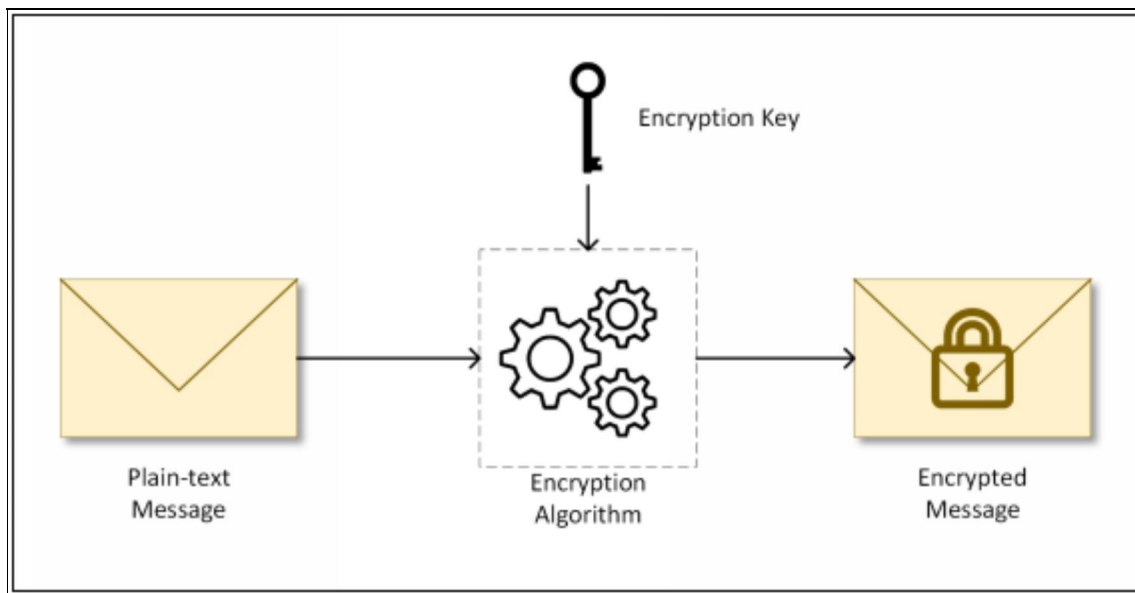 Encryption Key
Plain-text
Message
Encryption
Algorithm
Encrypted
Message